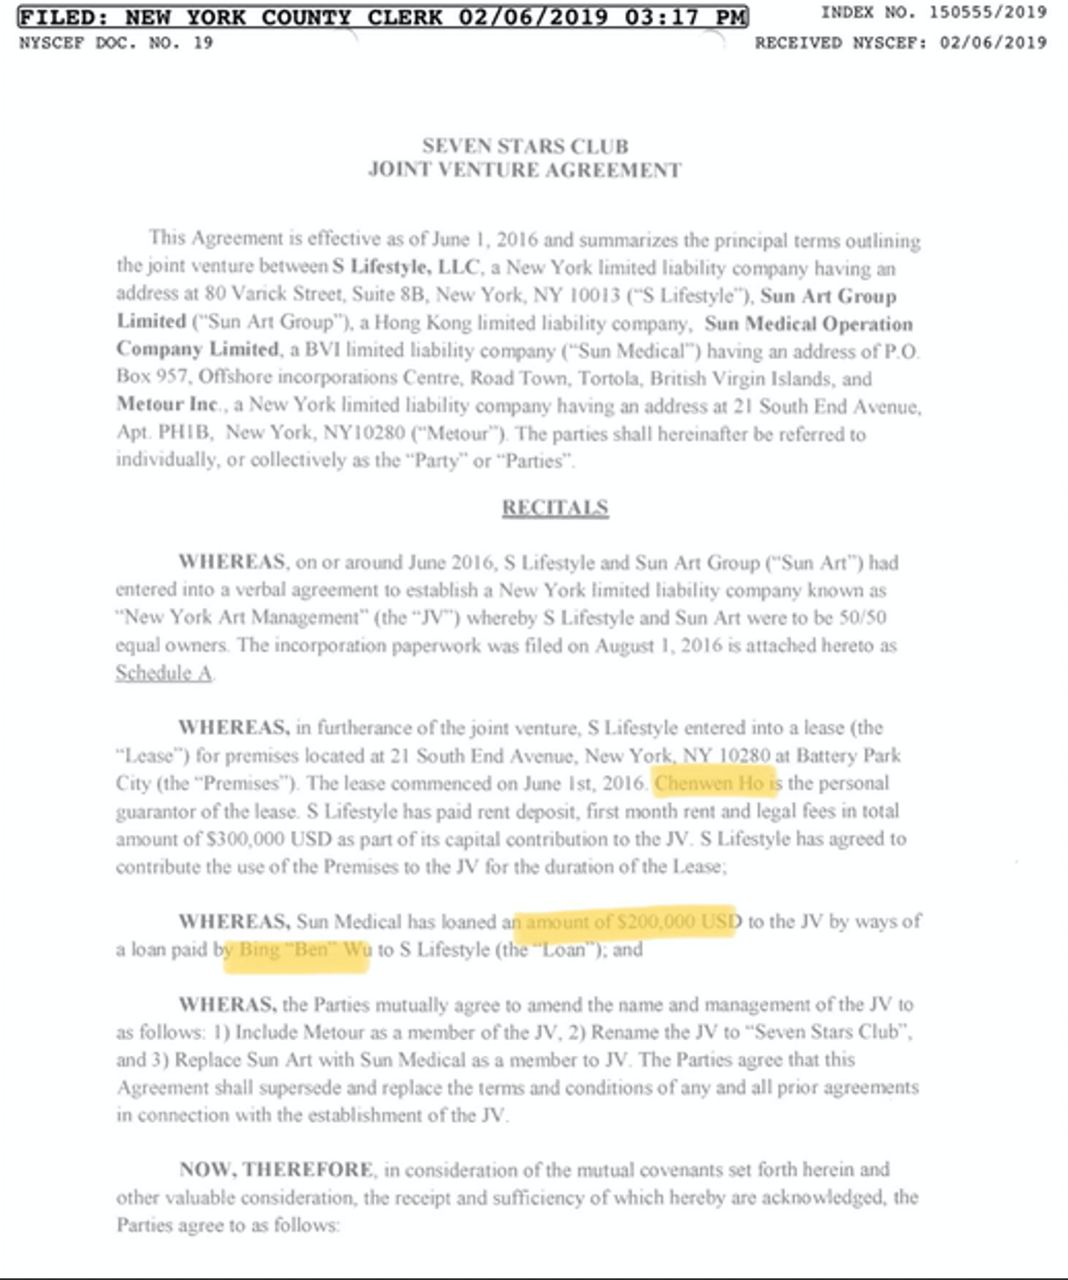 FILED: NEW YORK COUNTY CLERK 02/06/2019 03:17 PM
INDEX NO. 150555/2019
NYSCEF DOC. NO. 19
RECEIVED NYSCEF: 02/06/2019
SEVEN STARS CLUB
JOINT VENTURE AGREEMENT
This Agreement is effective as of June 1, 2016 and summarizes the principal terms outlining
the joint venture between S Lifestyle, LLC, a New York limited liability company having an
address at 80 Varick Street, Suite 8B, New York, NY 10013 (“S Lifestyle”), Sun Art Group
Limited (“Sun Art Group”), a Hong Kong limited liability company, Sun Medical Operation
Company Limited, a BVI limited liability company (“Sun Medical”) having an address of P.O.
Box 957, Offshore incorporations Centre, Road Town, Tortola, British Virgin Islands, and
Metour Inc., a New York limited liability company having an address at 21 South End Avenue,
Apt. PH1B, New York, NY10280 (“Metour”). The parties shall hereinafter be referred to
individually, or collectively as the “Party” or “Parties”.
RECITALS
WHEREAS, on or around June 2016, S Lifestyle and Sun Art Group (“Sun Art”) had
entered into a verbal agreement to establish a New York limited liability company known as
“New York Art Management” (the “JV”) whereby S Lifestyle and Sun Art were to be 50/50
equal owners. The incorporation paperwork was filed on August 1, 2016 is attached hereto as
Schedule A.
WHEREAS, in furtherance of the joint venture, S Lifestyle entered into a lease (the
“Lease”) for premises located at 21 South End Avenue, New York, NY 10280 at Battery Park
City (the “Premises”). The lease commenced on June 1st, 2016. Chenwen Ho is the personal
guarantor of the lease. S Lifestyle has paid rent deposit, first month rent and legal fees in total
amount of $300,000 USD as part of its capital contribution to the JV. S Lifestyle has agreed to
contribute the use of the Premises to the JV for the duration of the Lease;
WHEREAS, Sun Medical has loaned an amount of $200,000 USD to the JV by ways of
a loan paid by Bing “Ben” Wu to S Lifestyle (the “Loan”); and
WHERAS, the Parties mutually agree to amend the name and management of the JV to
as follows: 1) Include Metour as a member of the JV, 2) Rename the JV to “Seven Stars Club”,
and 3) Replace Sun Art with Sun Medical as a member to JV. The Parties agree that this
Agreement shall supersede and replace the terms and conditions of any and all prior agreements
in connection with the establishment of the JV.
NOW, THEREFORE, in consideration of the mutual covenants set forth herein and
other valuable consideration, the receipt and sufficiency of which hereby are acknowledged, the
Parties agree to as follows: